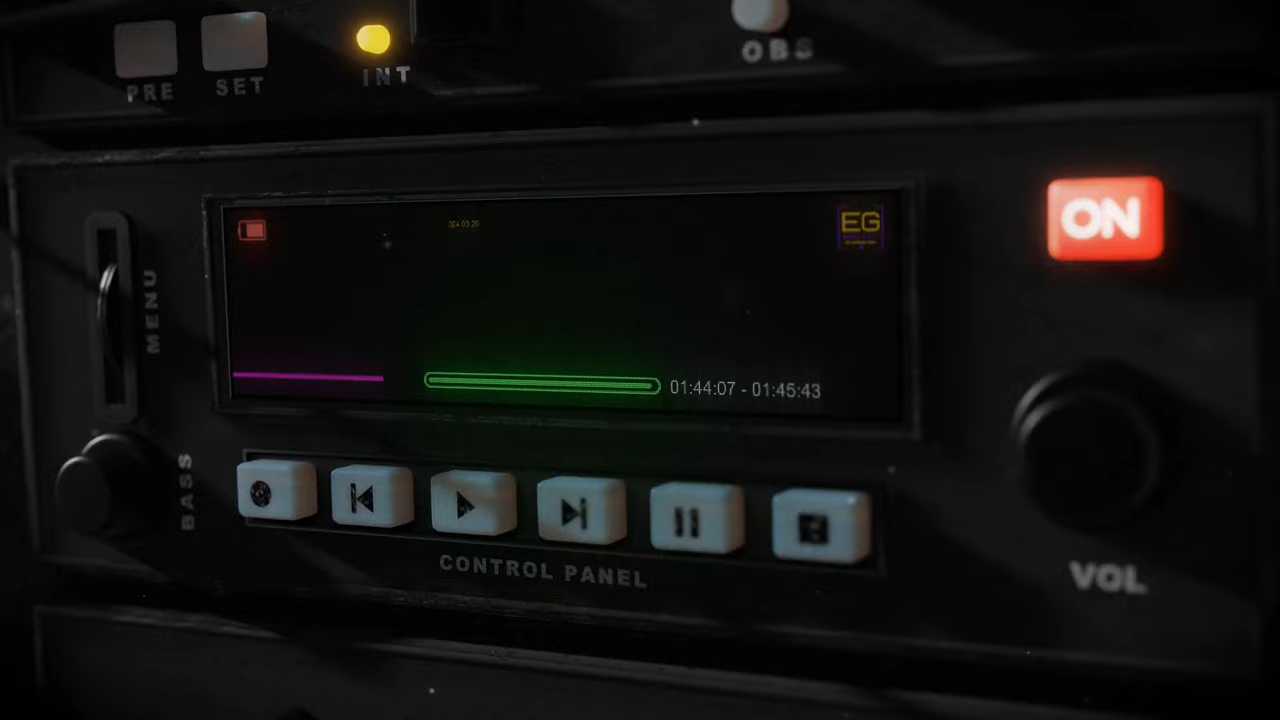 PRE
SET
INT
OBS
EG
ON
MENU
01:44:07 - 01:45:43
BASS
CONTROL PANEL
VOL